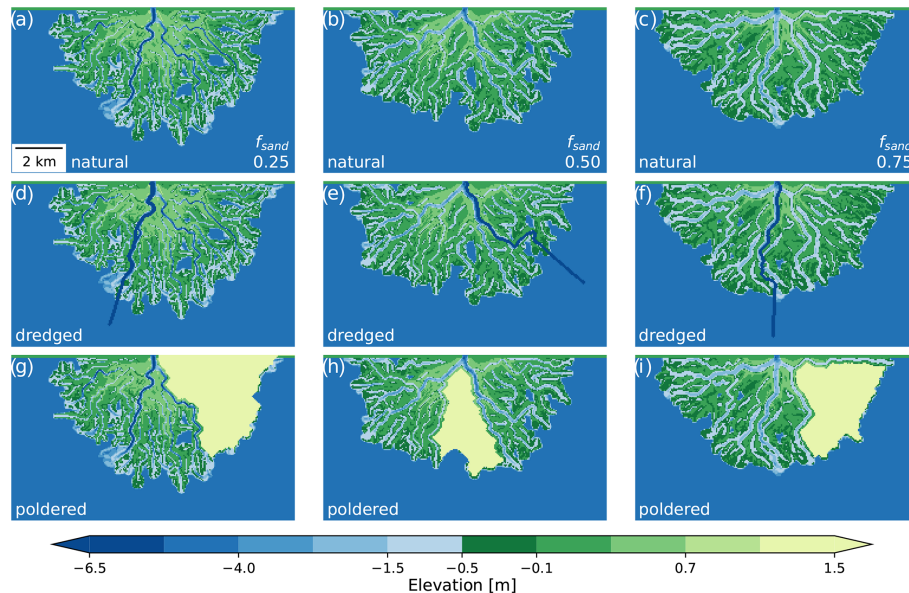 (a) (b) (c)
f_sand f_sand f_sand
2 km natural 0.25 natural 0.50 natural 0.75
(d) (e) (f)
dredged dredged dredged
(g) (h) (i)
poldered poldered poldered
−6.5 −4.0 −1.5 −0.5 −0.1 0.7 1.5
Elevation [m]